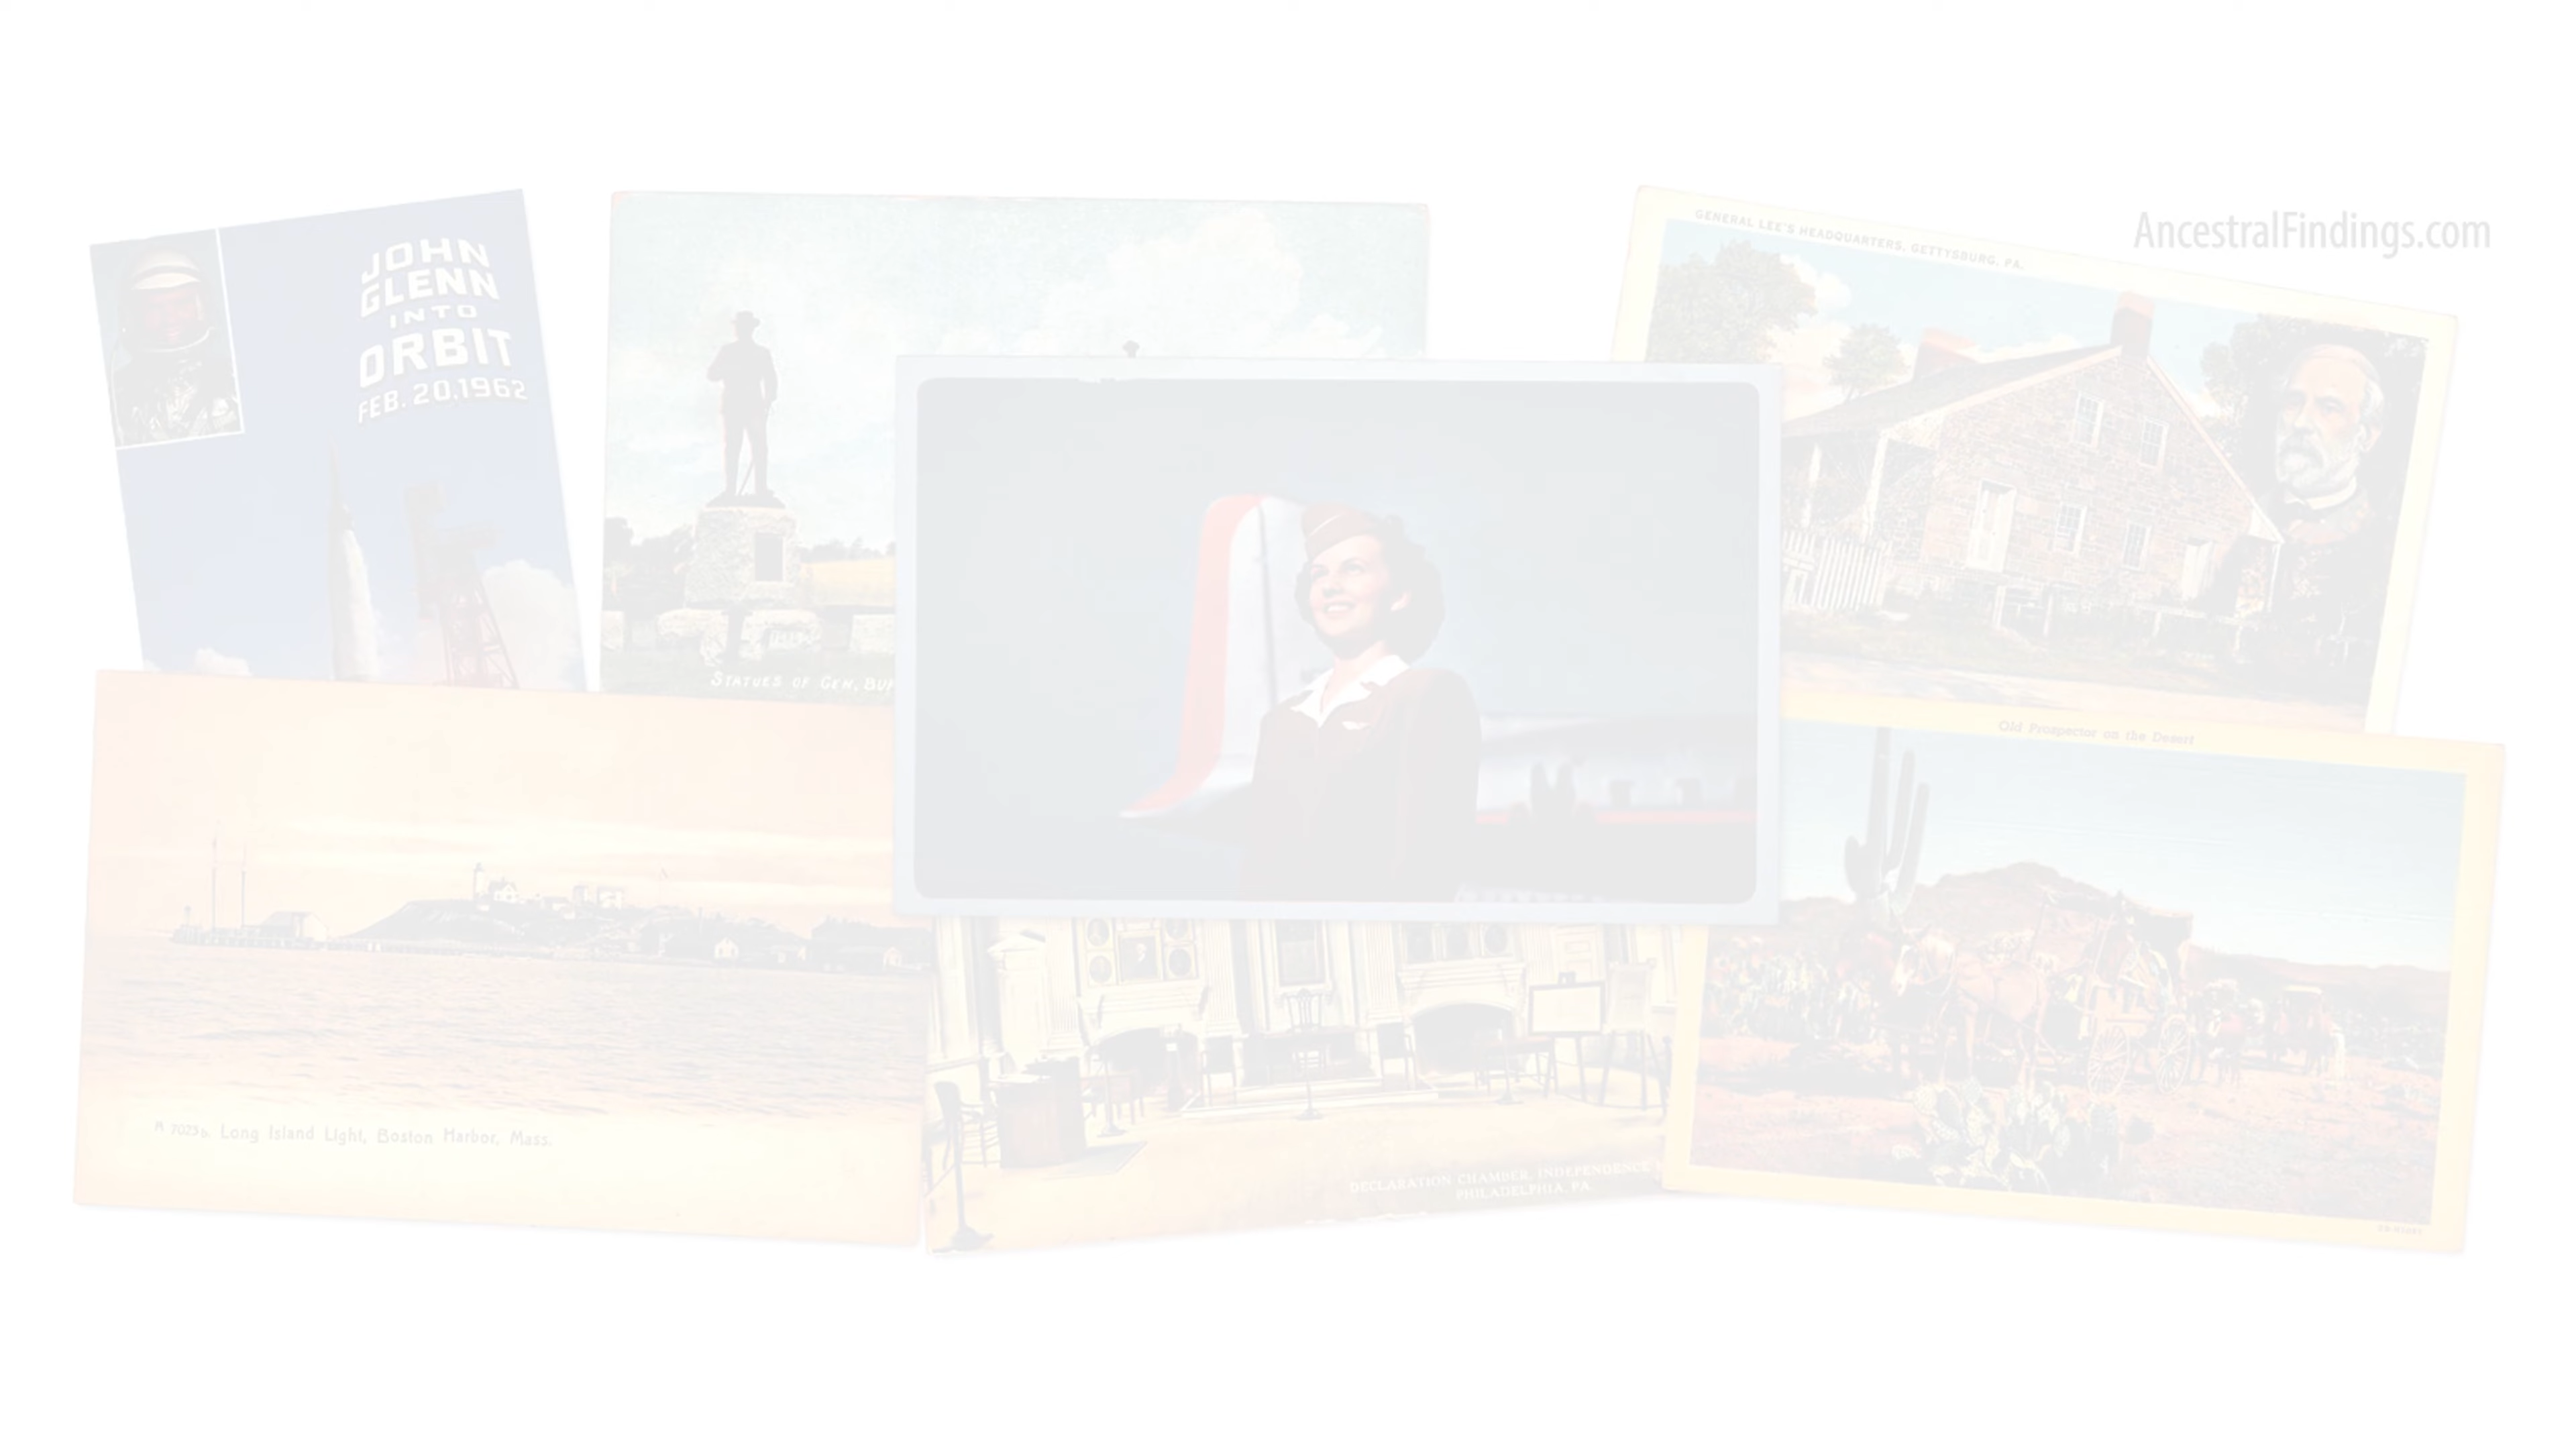 JOHN
GLENN
INTO
ORBIT
FEB. 20, 1962
STATUES OF GEN,
GENERAL LEE'S HEADQUARTERS, GETTYSBURG, PA.
AncestralFindings.com
Old Prospector on the Desert
Long Island Light, Boston Harbor, Mass.
DECLARATION CHAMBER, INDEPENDENCE
PHILADELPHIA, PA.